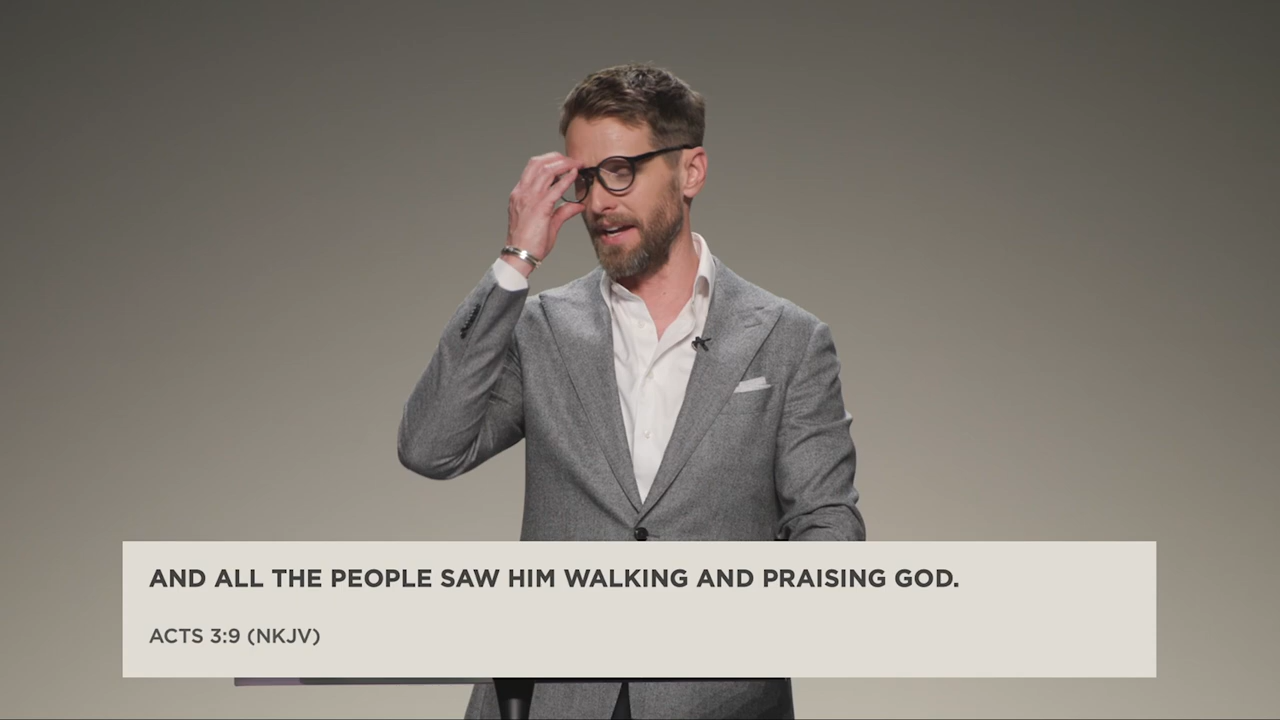 AND ALL THE PEOPLE SAW HIM WALKING AND PRAISING GOD.
ACTS 3:9 (NKJV)